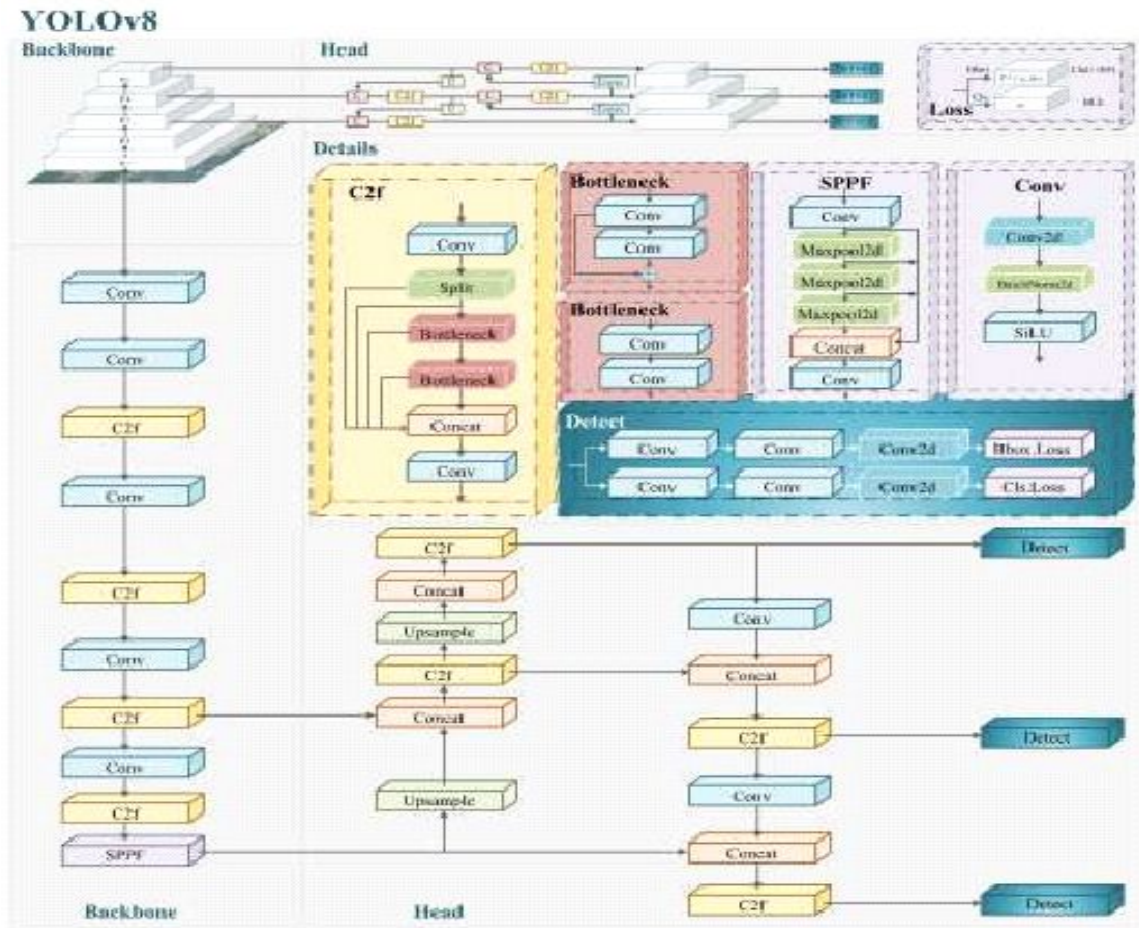 YOLOv8
Backbone
Head
Loss
Details
C2f
Conv
Split
Bottleneck
Bottleneck
Concat
Conv
Bottleneck
Conv
Conv
Bottleneck
Conv
Conv
SPPF
Conv
Maxpool2d
Maxpool2d
Maxpool2d
Concat
Conv
Conv
Conv2d
BatchNorm2d
SiLU
Detect
Conv
Conv
Conv2d
Bbox.Loss
Conv
Conv
Conv2d
Cls.Loss
Conv
Conv
C2f
Conv
C2f
Conv
C2f
Conv
C2f
SPPF
Backbone
C2f
Concat
Upsample
C2f
Concat
Upsample
Head
Conv
Concat
C2f
Conv
Concat
C2f
Detect
Detect
Detect